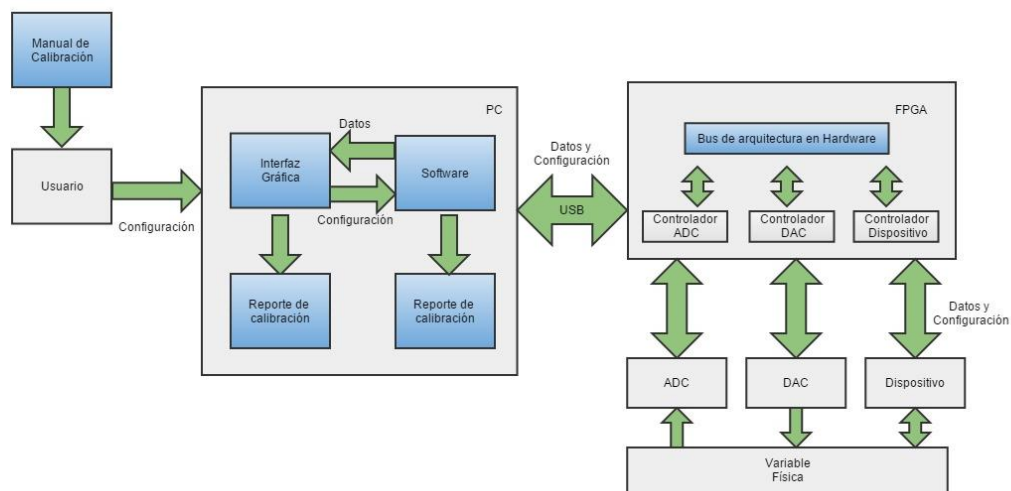 Manual de
Calibración
Usuario
Configuración
PC
Datos
Interfaz
Gráfica
Software
Configuración
Reporte de
calibración
Reporte de
calibración
Datos y
Configuración
USB
FPGA
Bus de arquitectura en Hardware
Controlador
ADC
Controlador
DAC
Controlador
Dispositivo
Datos y
Configuración
ADC
DAC
Dispositivo
Variable
Física